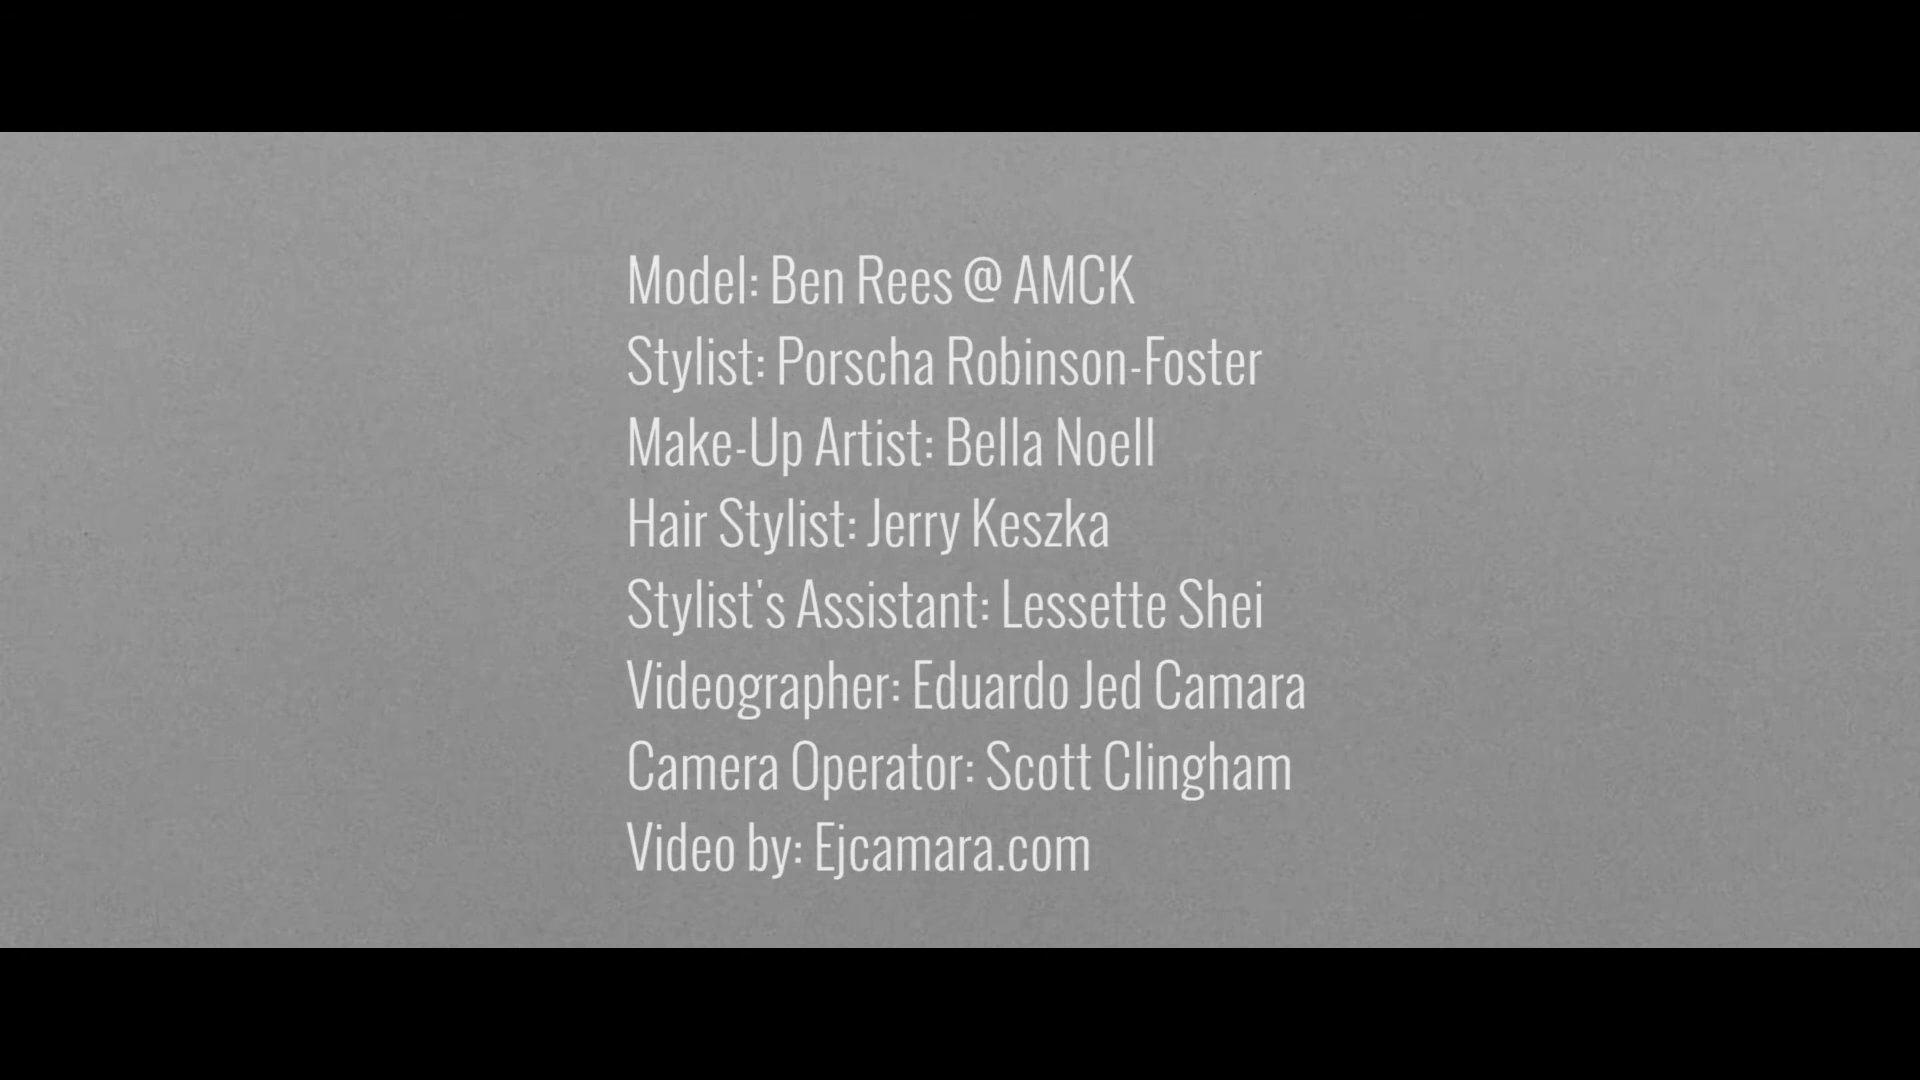 Model: Ben Rees @ AMCK
Stylist: Porscha Robinson-Foster
Make-Up Artist: Bella Noell
Hair Stylist: Jerry Keszka
Stylist's Assistant: Lessette Shei
Videographer: Eduardo Jed Camara
Camera Operator: Scott Clingham
Video by: Ejcamara.com